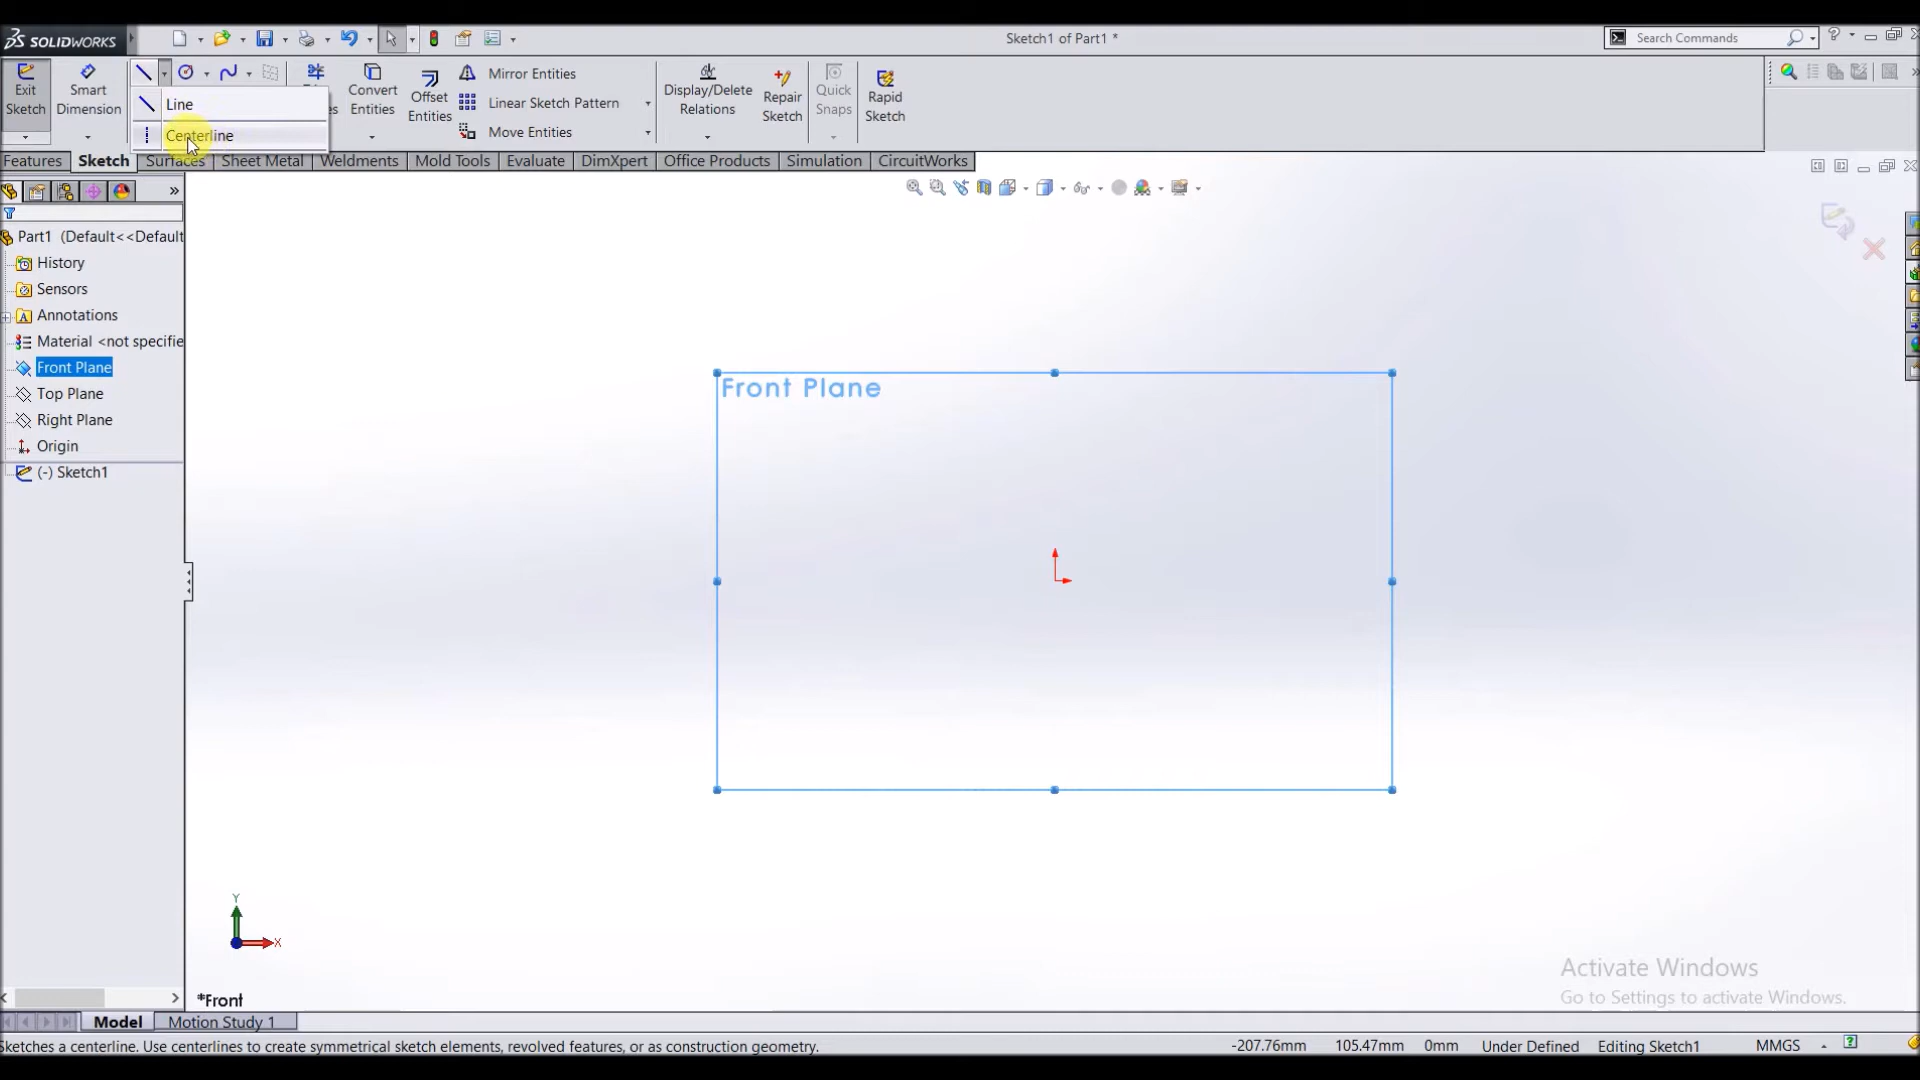 SOLIDWORKS
Sketch1 of Part1 *
Search Commands
Exit Sketch
Smart Dimension
Convert Entities
Offset Entities
Mirror Entities
Linear Sketch Pattern
Move Entities
Display/Delete Relations
Repair Sketch
Quick Snaps
Rapid Sketch
Line
Centerline
Features Sketch Surfaces Sheet Metal Weldments Mold Tools Evaluate DimXpert Office Products Simulation CircuitWorks
Part1 (Default<<Default
History
Sensors
Annotations
Material <not specifie
Front Plane
Top Plane
Right Plane
Origin
(-) Sketch1
Front Plane
Y
X
*Front
Activate Windows
Go to Settings to activate Windows.
Model Motion Study 1
Sketches a centerline. Use centerlines to create symmetrical sketch elements, revolved features, or as construction geometry.
-207.76mm 105.47mm 0mm Under Defined Editing Sketch1 MMGS